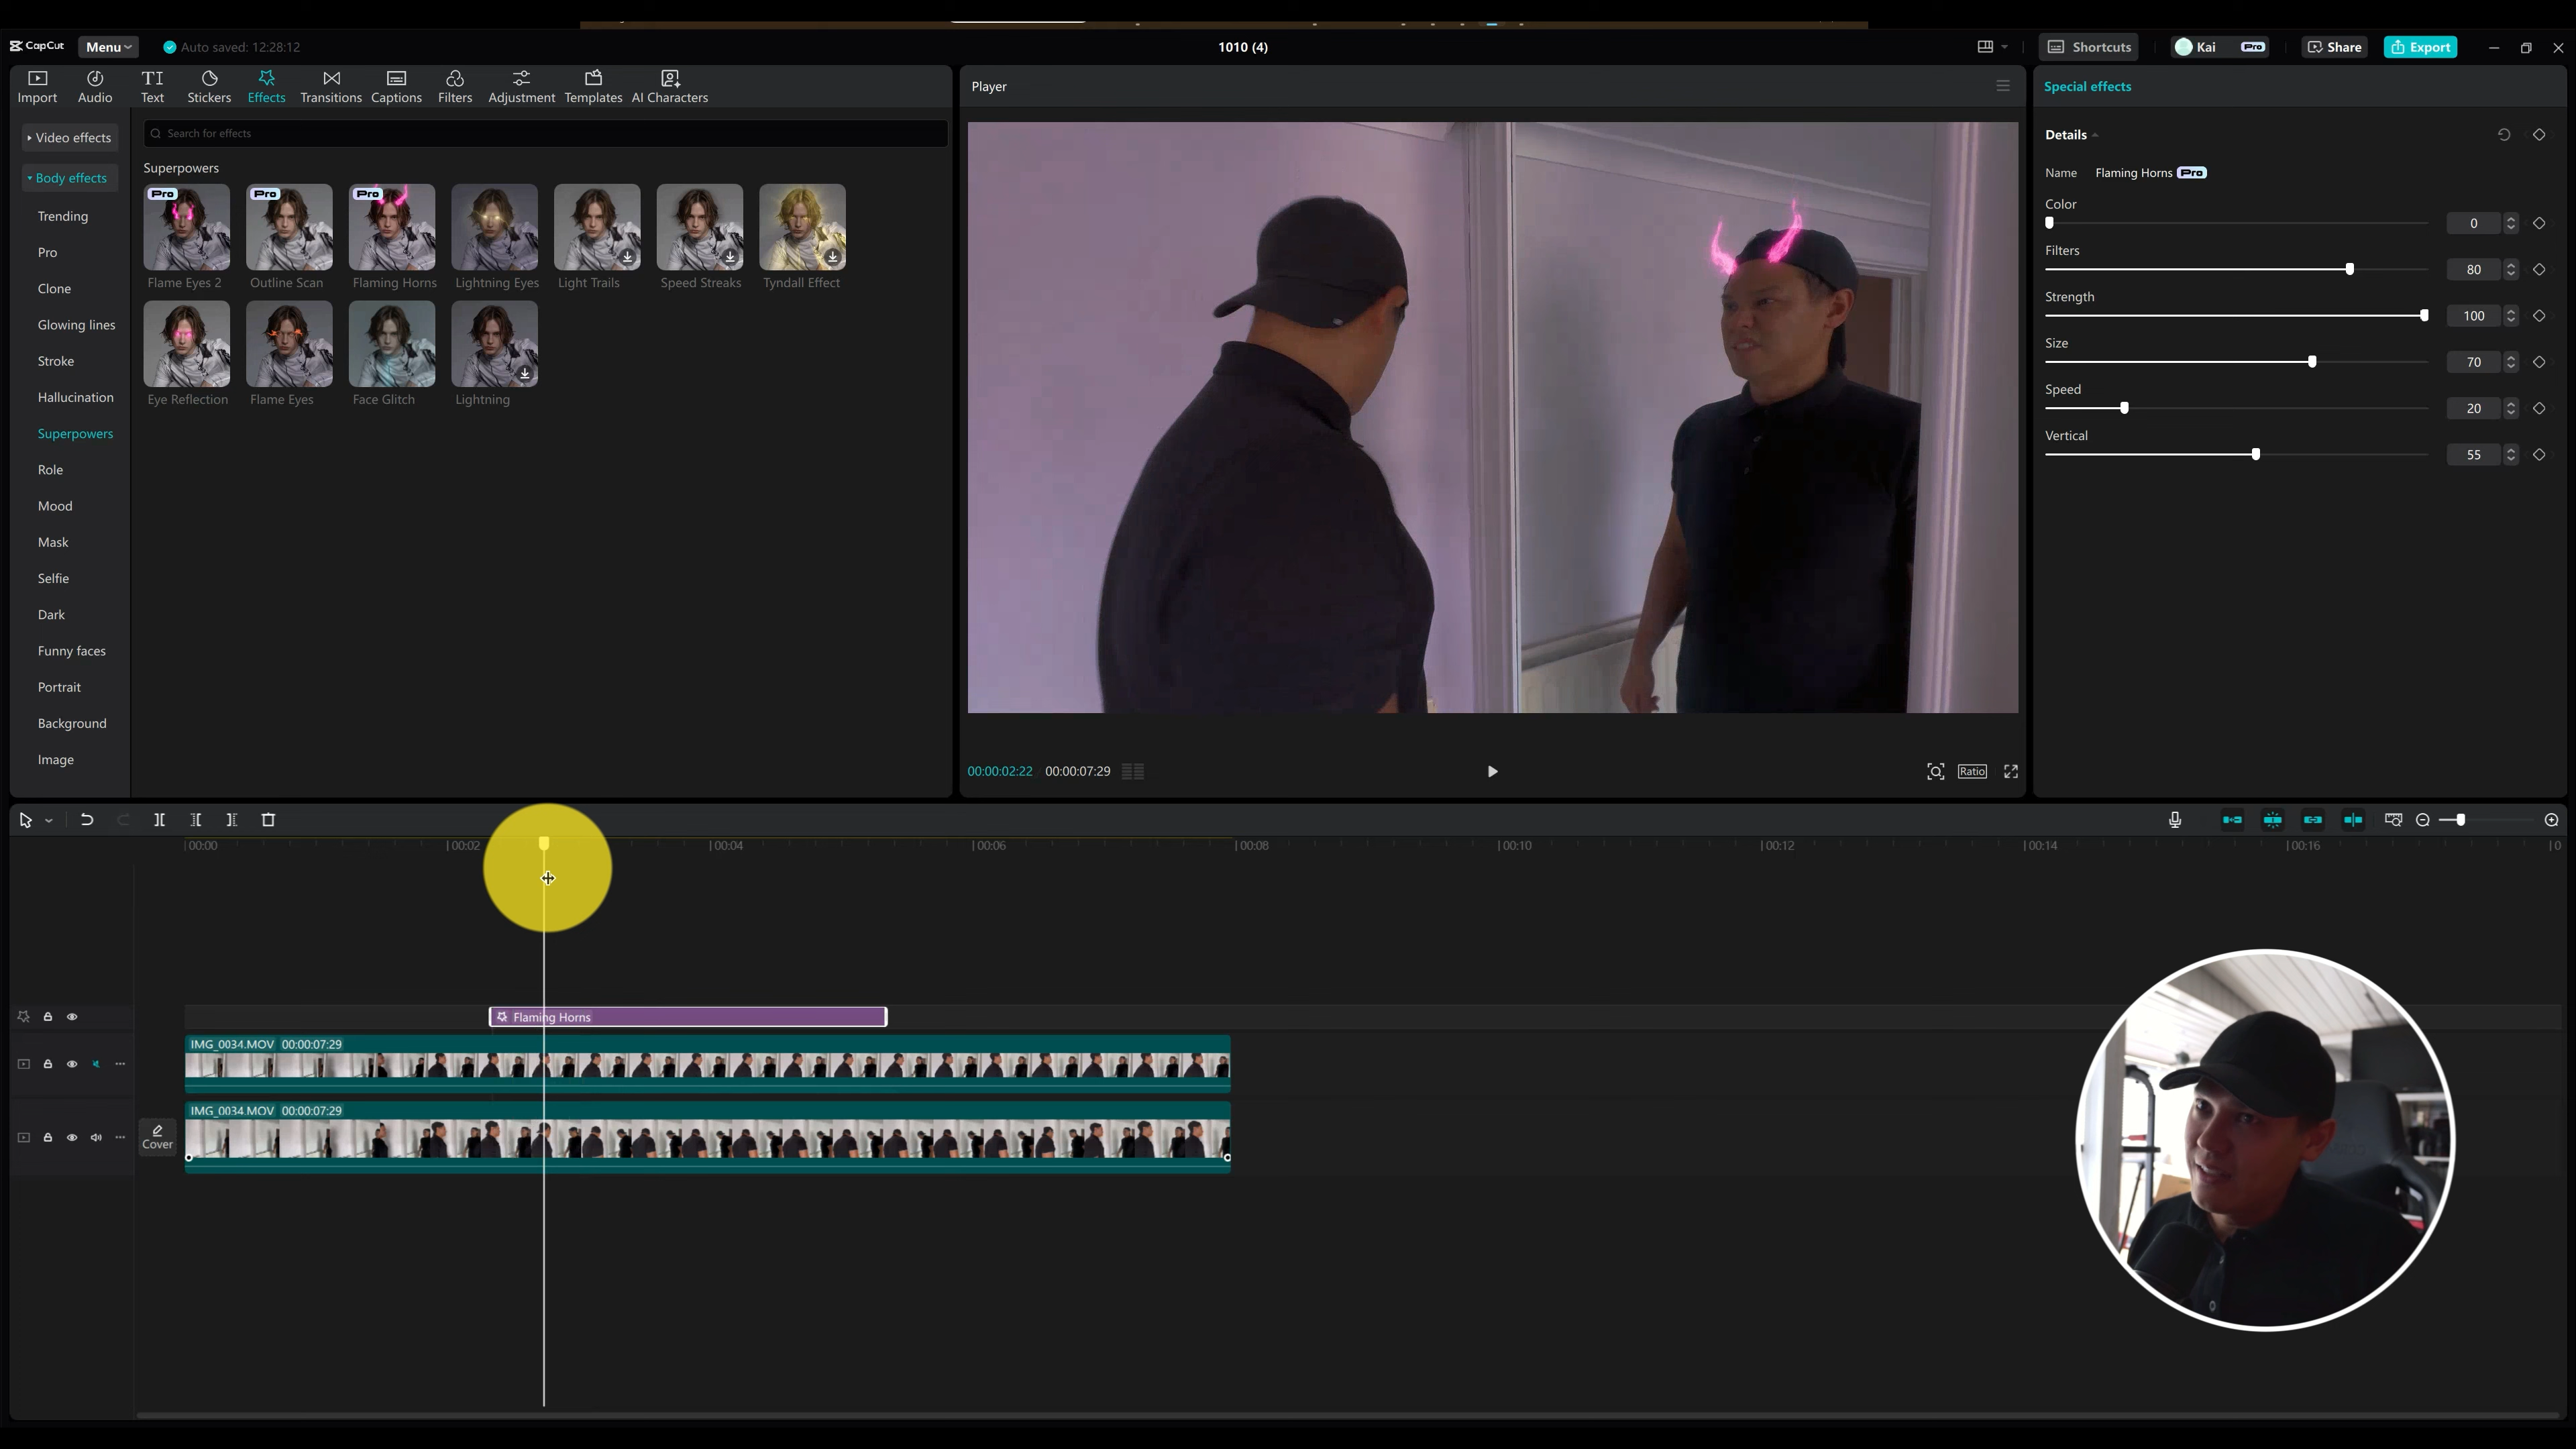 CapCut
Menu
Auto saved: 12:28:12
1010 (4)
Shortcuts
Kai
Pro
Share
Export
Import
Audio
TI
Text
Stickers
Effects
Transitions
Captions
Filters
Adjustment
Templates
AI Characters
Video effects
Body effects
Trending
Pro
Clone
Glowing lines
Stroke
Hallucination
Superpowers
Role
Mood
Mask
Selfie
Dark
Funny faces
Portrait
Background
Image
Search for effects
Superpowers
Pro
Pro
Pro
Flame Eyes 2
Outline Scan
Flaming Horns
Lightning Eyes
Light Trails
Speed Streaks
Tyndall Effect
Eye Reflection
Flame Eyes
Face Glitch
Lightning
Player
00:00:02:22
00:00:07:29
Ratio
Special effects
Details
Name Flaming Horns Pro
Color
0
Filters
80
Strength
100
Size
70
Speed
20
Vertical
55
00:00
00:02
00:04
00:06
00:08
00:10
00:12
00:14
00:16
0
Flaming Horns
IMG_0034.MOV 00:00:07:29
IMG_0034.MOV 00:00:07:29
Cover